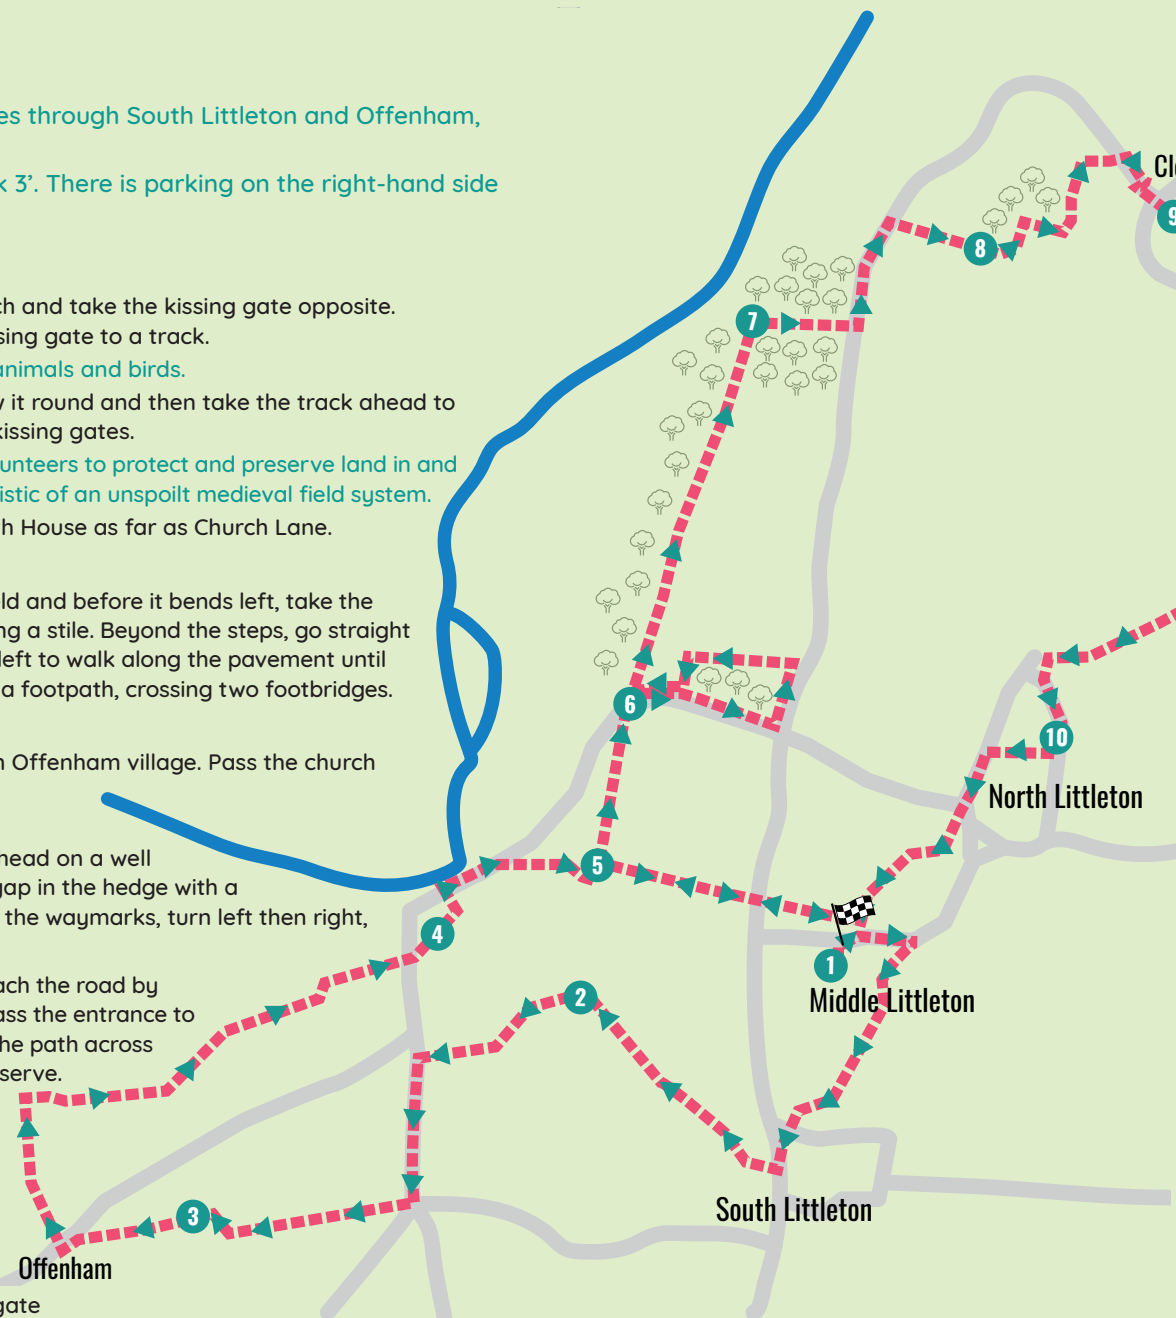 es through South Littleton and Offenham,
k 3’. There is parking on the right-hand side
ch and take the kissing gate opposite.
sing gate to a track.
animals and birds.
v it round and then take the track ahead to
kissing gates.
unteers to protect and preserve land in and
istic of an unspoilt medieval field system.
h House as far as Church Lane.
eld and before it bends left, take the
ng a stile. Beyond the steps, go straight
left to walk along the pavement until
a footpath, crossing two footbridges.
n Offenham village. Pass the church
head on a well
gap in the hedge with a
the waymarks, turn left then right,
ach the road by
ass the entrance to
he path across
serve.
gate
Cl
9
8
7
6
10
North Littleton
5
4
1
Middle Littleton
2
South Littleton
3
Offenham